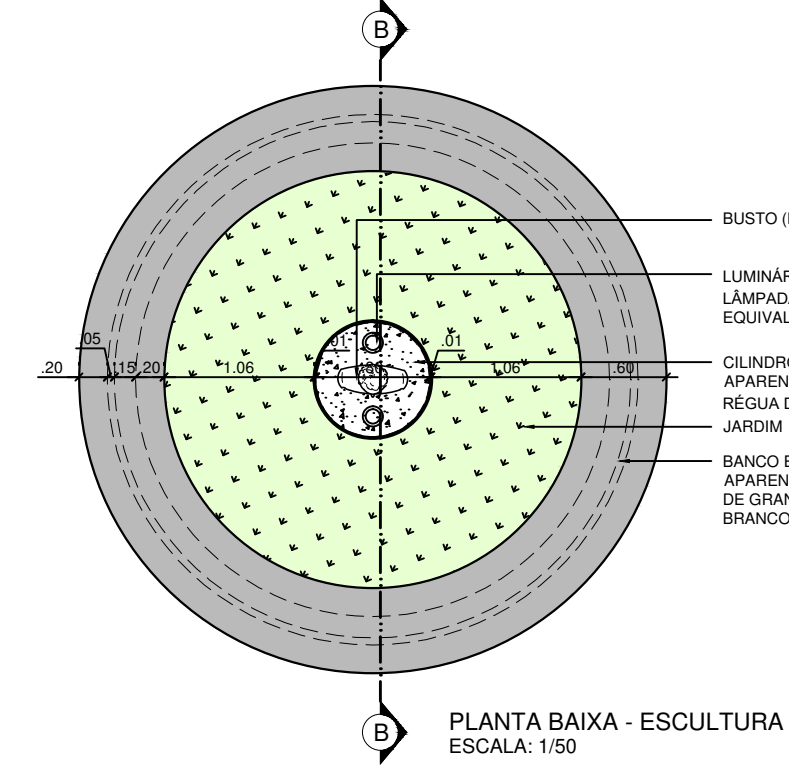 B
BUSTO (
LUMINÁR
LÂMPADA
EQUIVAL
.05
.01
.01
CILINDRO
.20
.15
.20
1.06
1.06
.60
APAREN
RÉGUA D
JARDIM
BANCO E
APAREN
DE GRAN
BRANCO
B
PLANTA BAIXA - ESCULTURA
ESCALA: 1/50